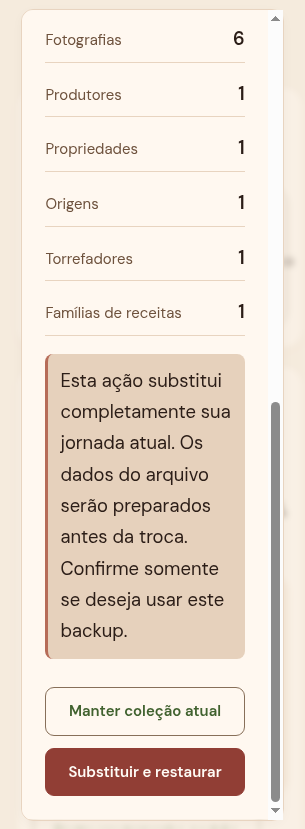 Fotografias 6
Produtores 1
Propriedades 1
Origens 1
Torrefadores 1
Famílias de receitas 1
Esta ação substitui
completamente sua
jornada atual. Os
dados do arquivo
serão preparados
antes da troca.
Confirme somente
se deseja usar este
backup.
Manter coleção atual
Substituir e restaurar